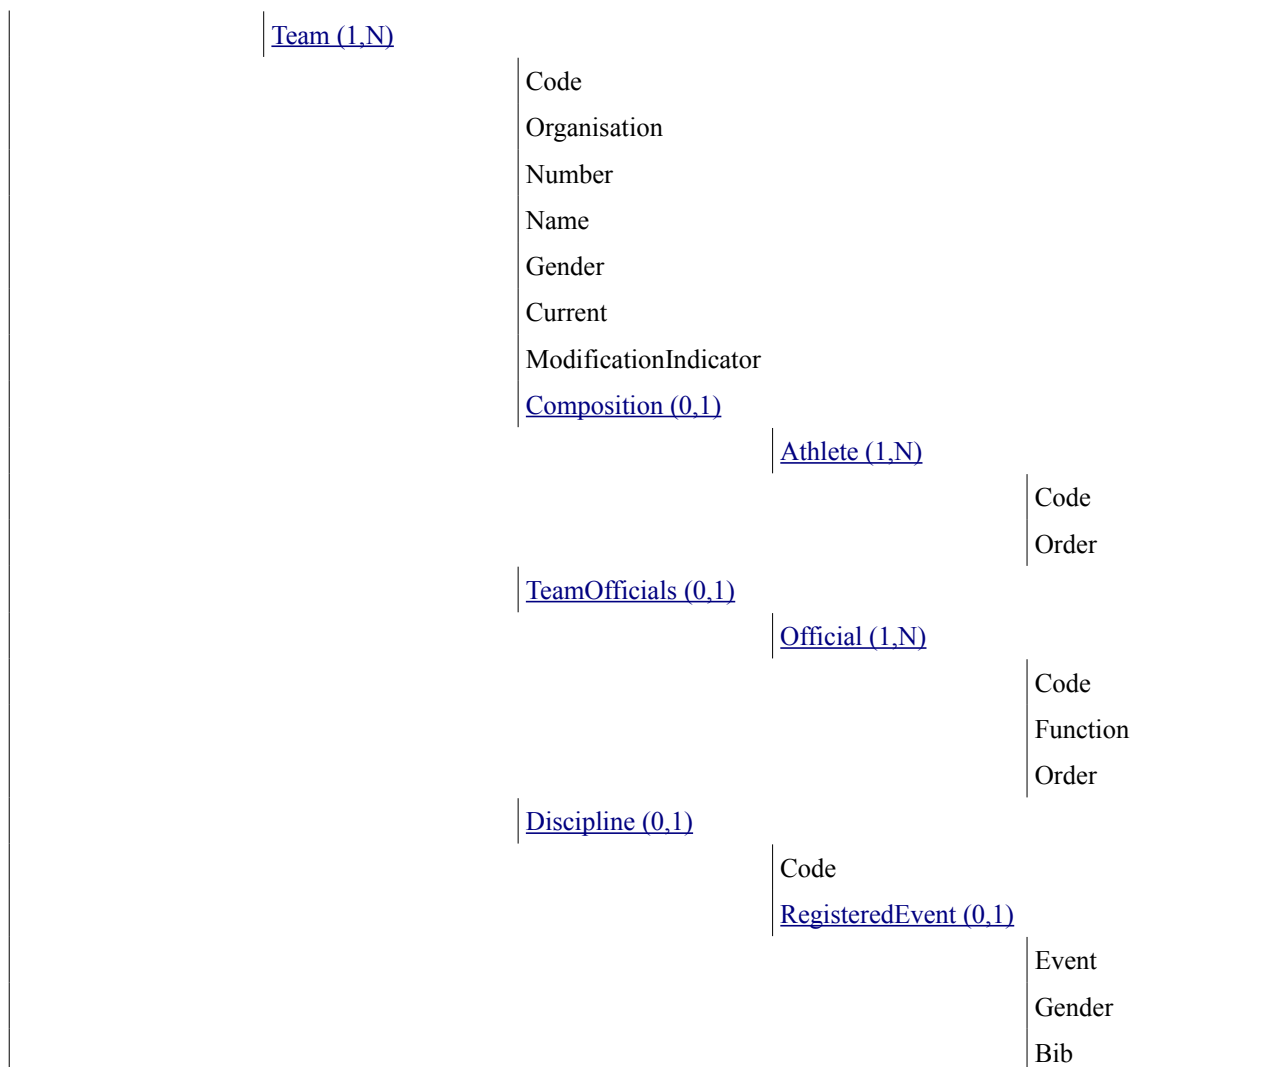 Team (1,N)
Code
Organisation
Number
Name
Gender
Current
ModificationIndicator
Composition (0,1)
Athlete (1,N)
Code
Order
TeamOfficials (0,1)
Official (1,N)
Code
Function
Order
Discipline (0,1)
Code
RegisteredEvent (0,1)
Event
Gender
Bib